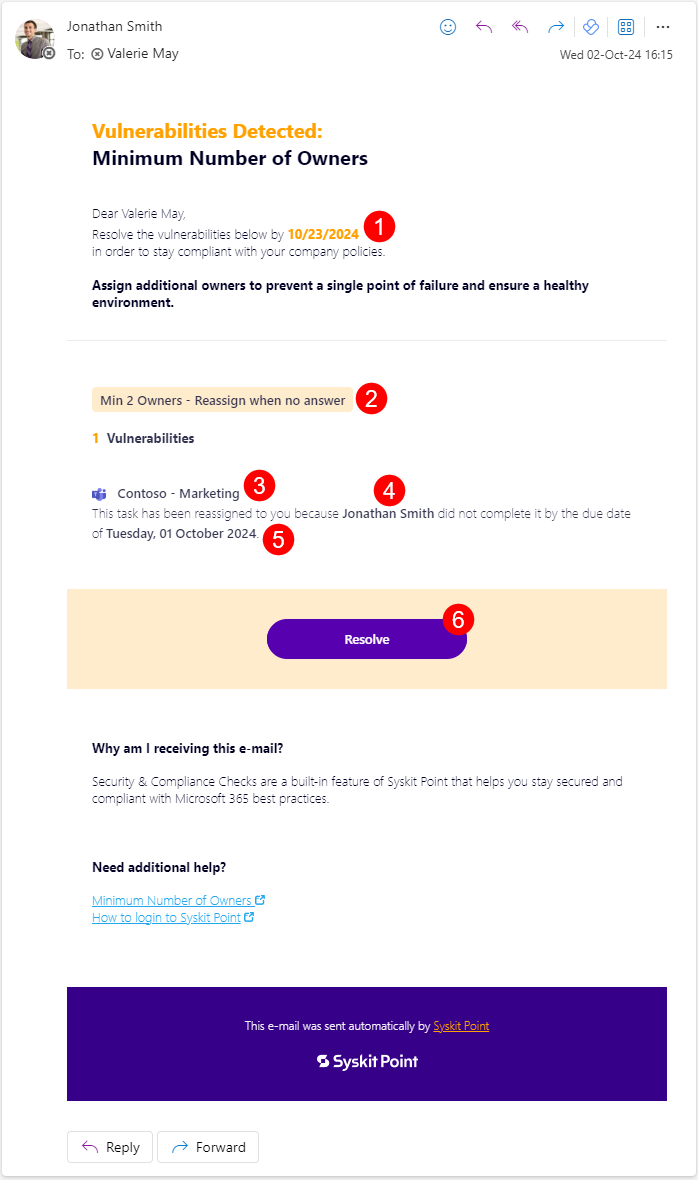 Jonathan Smith
To: Valerie May
Wed 02-Oct-24 16:15
Vulnerabilities Detected:
Minimum Number of Owners
Dear Valerie May,
Resolve the vulnerabilities below by 10/23/2024 1
in order to stay compliant with your company policies.
Assign additional owners to prevent a single point of failure and ensure a healthy
environment.
Min 2 Owners - Reassign when no answer 2
1 Vulnerabilities
Contoso - Marketing 3
4
This task has been reassigned to you because Jonathan Smith did not complete it by the due date
of Tuesday, 01 October 2024. 5
Resolve 6
Why am I receiving this e-mail?
Security & Compliance Checks are a built-in feature of Syskit Point that helps you stay secured and
compliant with Microsoft 365 best practices.
Need additional help?
Minimum Number of Owners
How to login to Syskit Point
This e-mail was sent automatically by Syskit Point
Syskit Point
Reply Forward